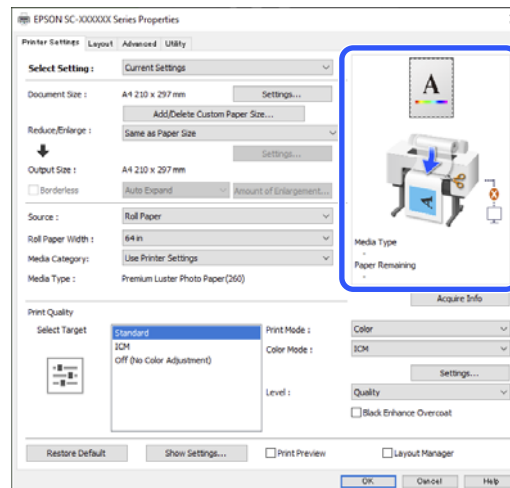 EPSON SC-XXXXXX Series Properties
Printer Settings Layout Advanced Utility
Select Setting : Current Settings
Document Size : A4 210 x 297 mm Settings...
Add/Delete Custom Paper Size...
Reduce/Enlarge : Same as Paper Size
Settings...
Output Size : A4 210 x 297 mm
Borderless Auto Expand Amount of Enlargement...
Source : Roll Paper
Roll Paper Width : 64 in
Media Category: Use Printer Settings
Media Type : Premium Luster Photo Paper(260)
A
A
Media Type
-
Paper Remaining
-
Acquire Info
Print Quality
Select Target
Standard
ICM
Off (No Color Adjustment)
Print Mode : Color
Color Mode : ICM
Settings...
Level : Quality
Black Enhance Overcoat
Restore Default Show Settings... Print Preview Layout Manager
OK Cancel Help